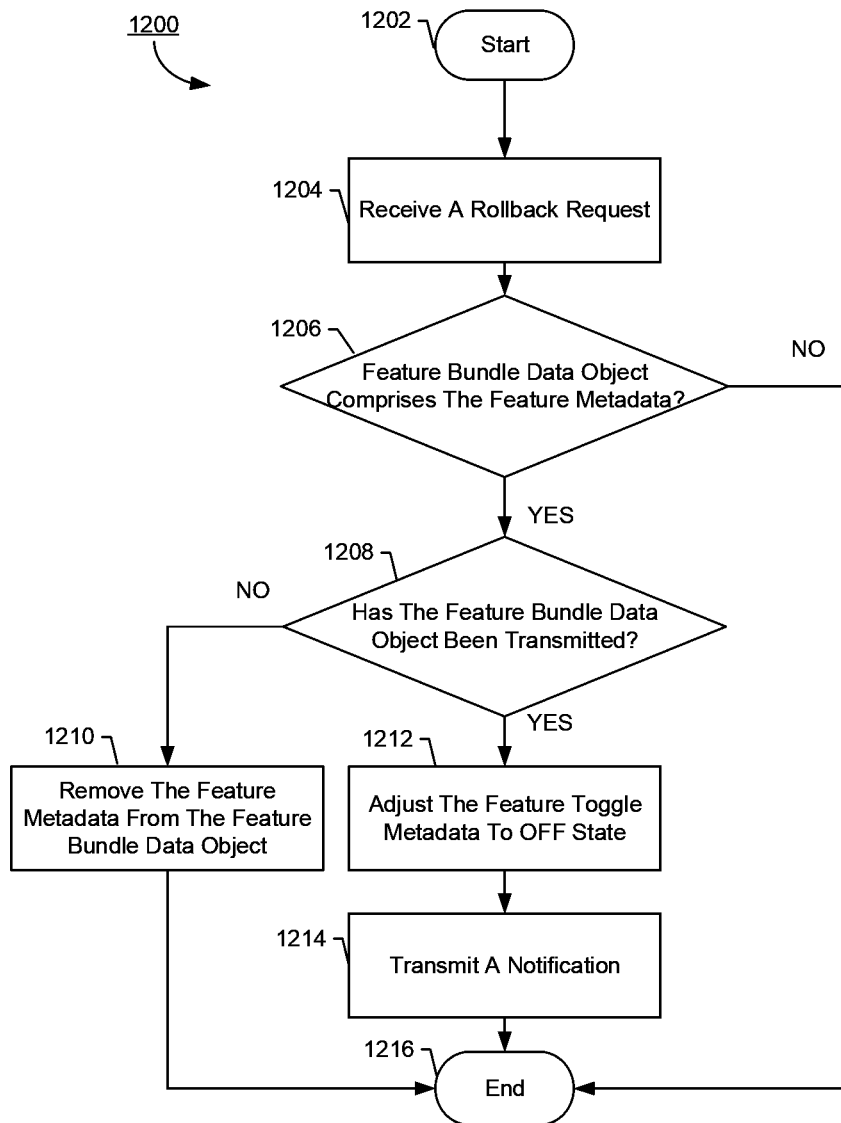 1200
1202
Start
1204
Receive A Rollback Request
1206
NO
Feature Bundle Data Object
Comprises The Feature Metadata?
YES
1208
NO
Has The Feature Bundle Data
Object Been Transmitted?
YES
1210
1212
Remove The Feature
Metadata From The Feature
Bundle Data Object
Adjust The Feature Toggle
Metadata To OFF State
1214
Transmit A Notification
1216
End